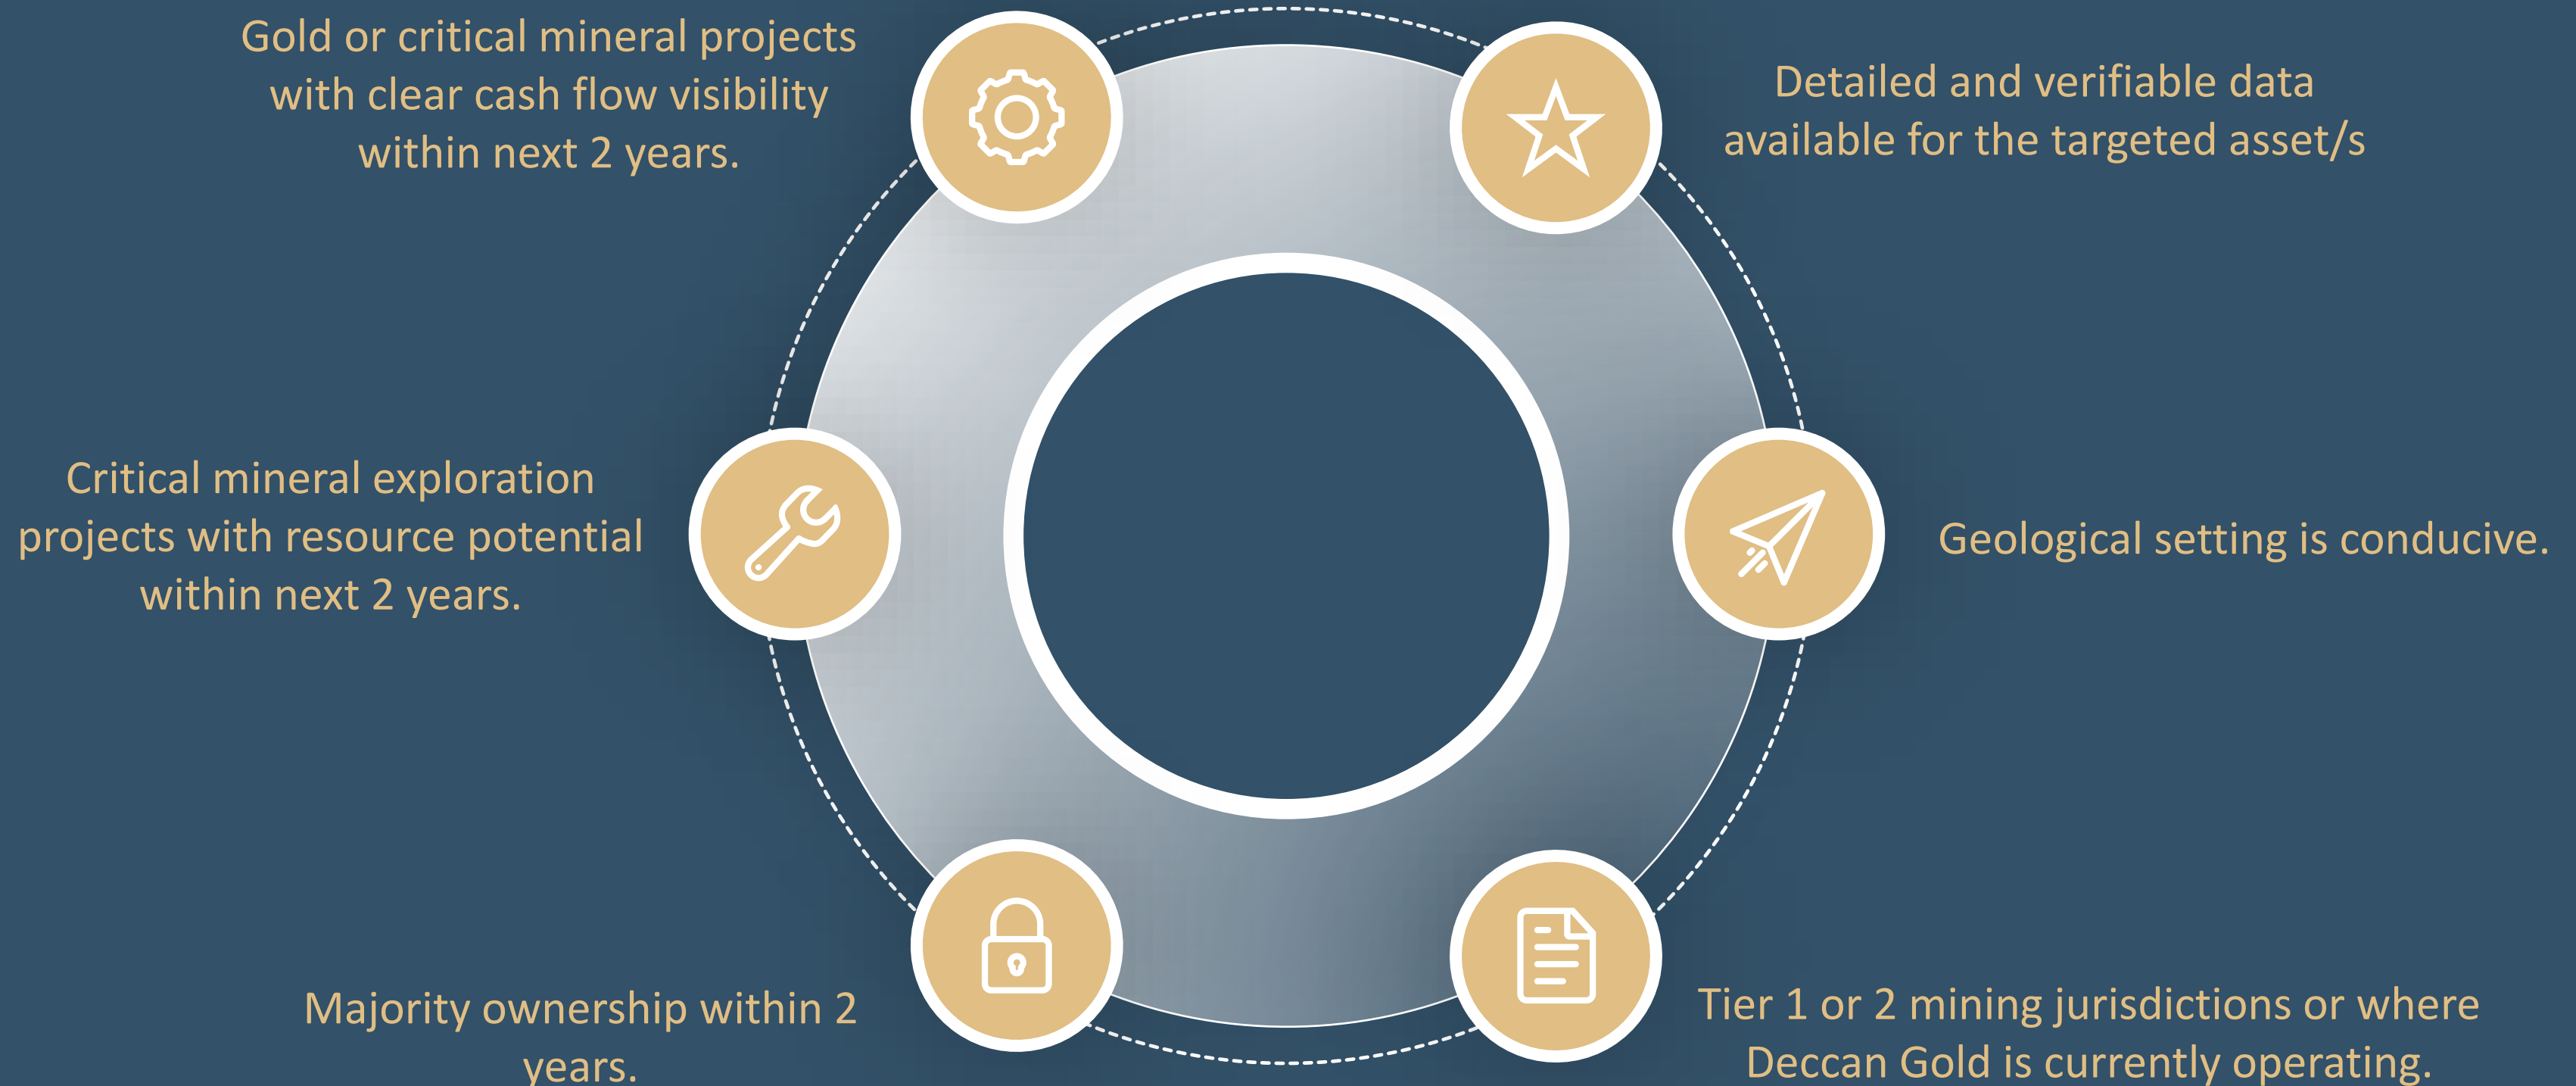 Gold or critical mineral projects
with clear cash flow visibility
within next 2 years.
Detailed and verifiable data
available for the targeted asset/s
Critical mineral exploration
projects with resource potential
within next 2 years.
Geological setting is conducive.
Majority ownership within 2
years.
Tier 1 or 2 mining jurisdictions or where
Deccan Gold is currently operating.